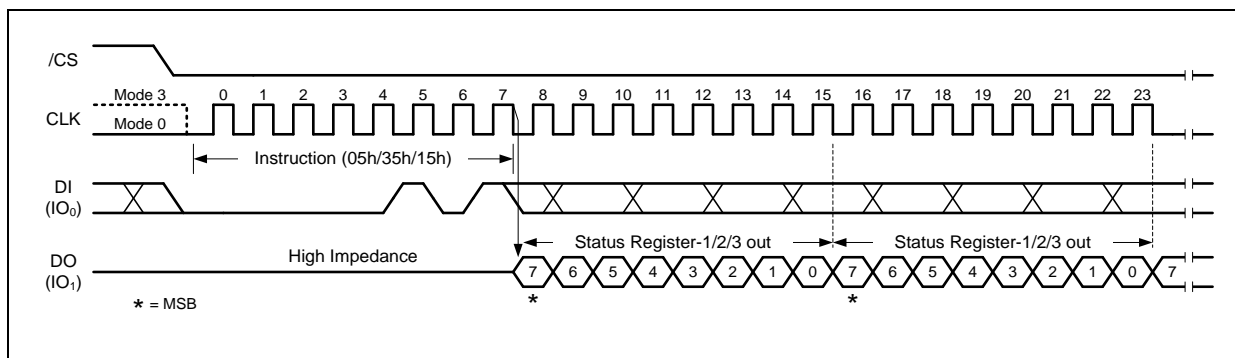 /CS
Mode 3 0 1 2 3 4 5 6 7 8 9 10 11 12 13 14 15 16 17 18 19 20 21 22 23
CLK
Mode 0
Instruction (05h/35h/15h)
DI
(IO₀)
Status Register-1/2/3 out Status Register-1/2/3 out
High Impedance
DO
(IO₁)
7 6 5 4 3 2 1 0 7 6 5 4 3 2 1 0 7
* *
* = MSB